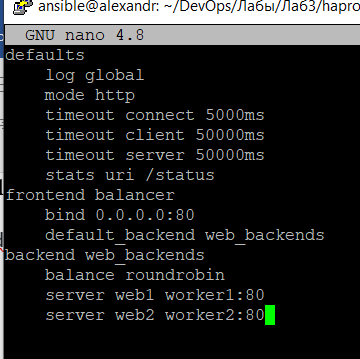 ansible@alexandr: ~/DevOps/Лабы/Лаб3/hapro
GNU nano 4.8
defaults
log global
mode http
timeout connect 5000ms
timeout client 50000ms
timeout server 50000ms
stats uri /status
frontend balancer
bind 0.0.0.0:80
default_backend web_backends
backend web_backends
balance roundrobin
server web1 worker1:80
server web2 worker2:80